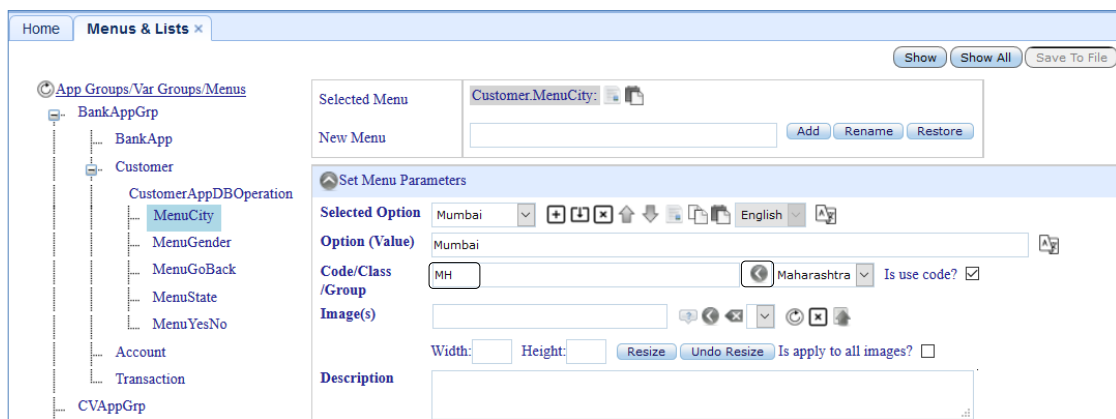 Home Menus & Lists ×
Show Show All Save To File
App Groups/Var Groups/Menus
BankAppGrp
BankApp
Customer
CustomerAppDBOperation
MenuCity
MenuGender
MenuGoBack
MenuState
MenuYesNo
Account
Transaction
CVAppGrp
Selected Menu Customer.MenuCity:
New Menu Add Rename Restore
Set Menu Parameters
Selected Option Mumbai English
Option (Value) Mumbai
Code/Class MH Maharashtra Is use code?
/Group
Image(s)
Width: Height: Resize Undo Resize Is apply to all images?
Description